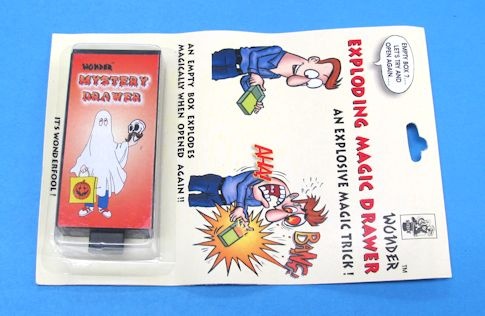 WONDER TM
EXPLODING MAGIC DRAWER
AN EXPLOSIVE MAGIC TRICK!
EMPTY BOX?
LET'S TRY AND
OPEN AGAIN...
AHA!
BANG
AN EMPTY BOX EXPLODES
MAGICALLY WHEN OPENED AGAIN!!
WONDER
MYSTERY
DRAWER
IT'S WONDERFOOL!